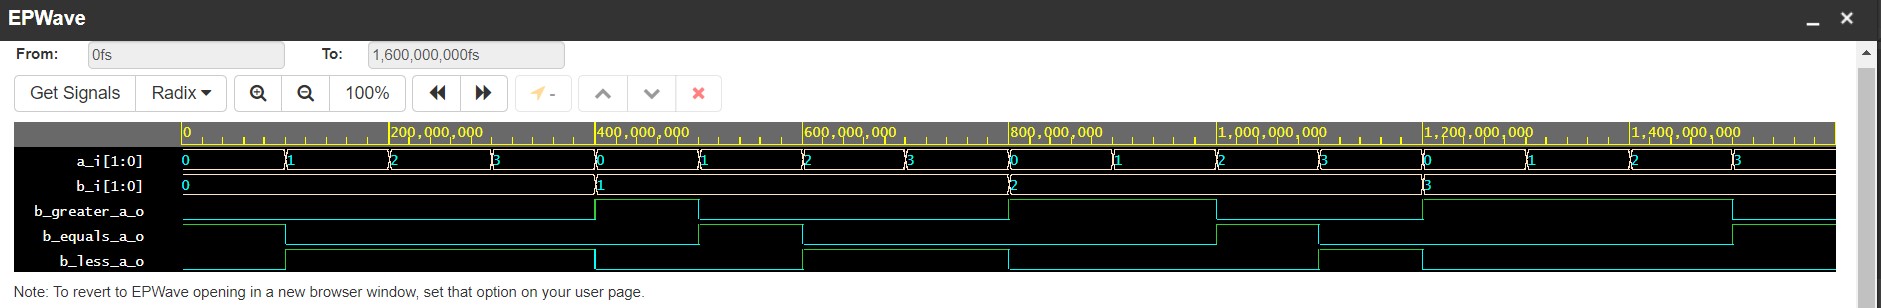 EPWave
From: 0fs To: 1,600,000,000fs
Get Signals Radix 100% -
0 200,000,000 400,000,000 600,000,000 800,000,000 1,000,000,000 1,200,000,000 1,400,000,000
a_i[1:0] 0 1 2 3 0 1 2 3 0 1 2 3 0 1 2 3
b_i[1:0] 0 1 2 3
b_greater_a_o
b_equals_a_o
b_less_a_o
Note: To revert to EPWave opening in a new browser window, set that option on your user page.